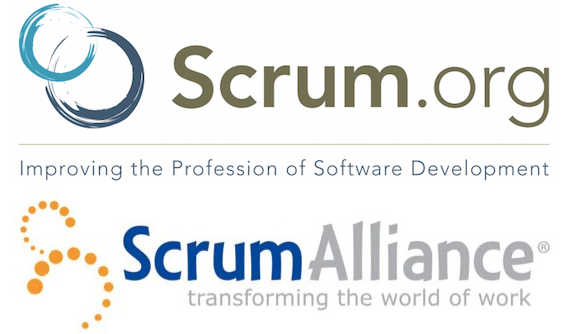 Scrum.org
Improving the Profession of Software Development
ScrumAlliance®
transforming the world of work